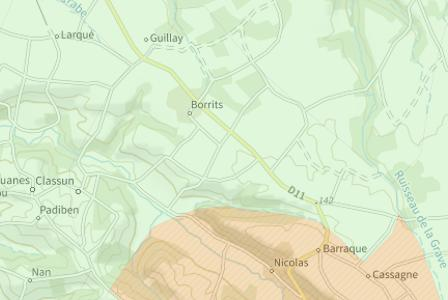 Larqué
Guillay
Borrits
Classun
Padiben
D11
142
Ruisseau de la Grave
Barraque
Nicolas
Cassagne
Nan